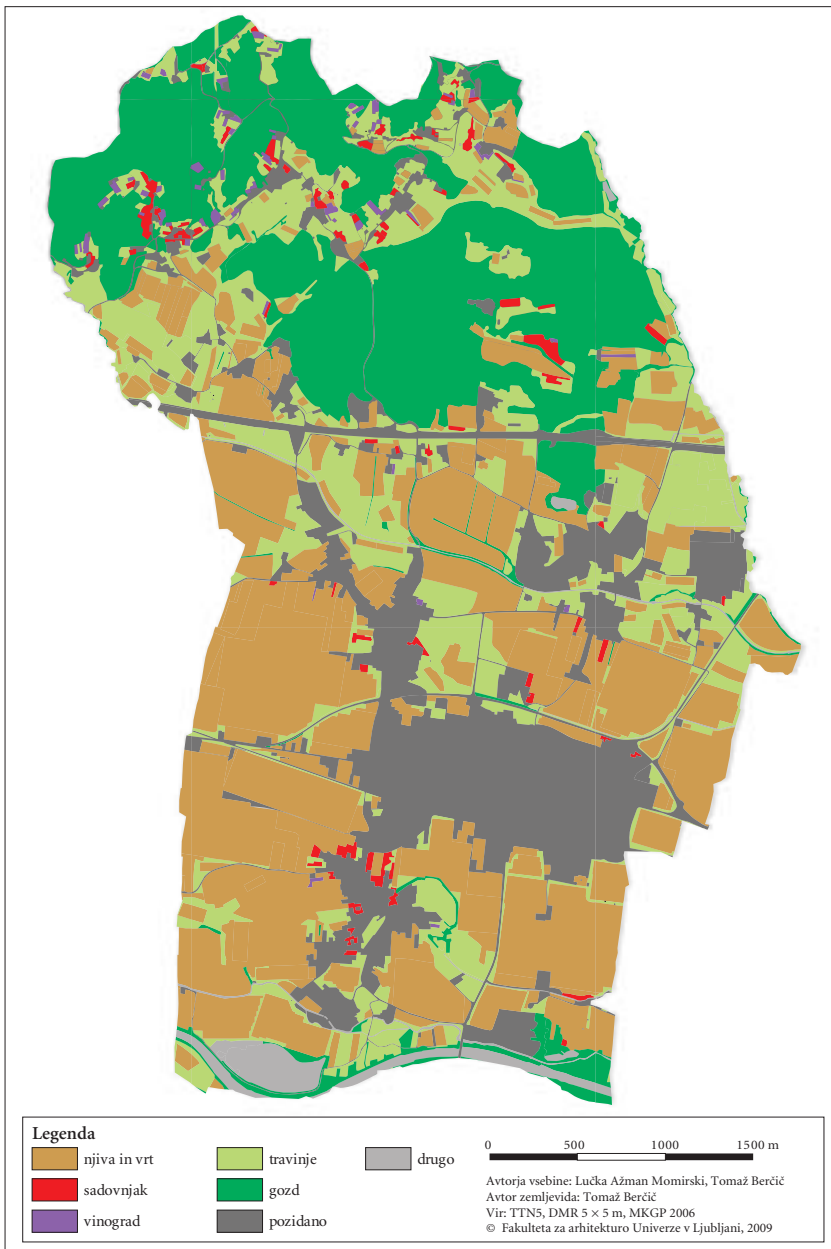 Legenda
njiva in vrt
sadovnjak
vinograd
travinje
gozd
pozidano
drugo
0 500 1000 1500 m
Avtorja vsebine: Lučka Ažman Momirski, Tomaž Berčič
Avtor zemljevida: Tomaž Berčič
Vir: TTN5, DMR 5 × 5 m, MKGP 2006
© Fakulteta za arhitekturo Univerze v Ljubljani, 2009